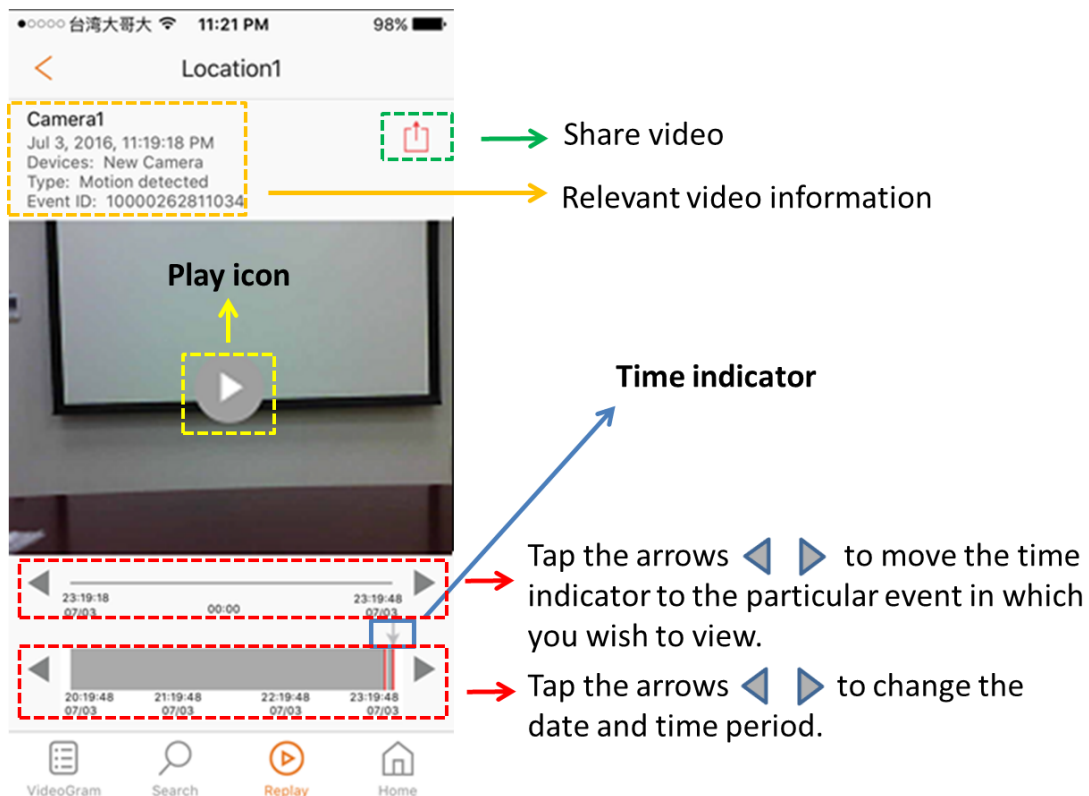 台湾大哥大 11:21 PM 98%
Location1
Camera1
Jul 3, 2016, 11:19:18 PM
Devices: New Camera
Type: Motion detected
Event ID: 10000262811034
Share video
Relevant video information
Play icon
Time indicator
23:19:18 23:19:48
07/03 00:00 07/03
Tap the arrows to move the time
indicator to the particular event in which
you wish to view.
20:19:48 21:19:48 22:19:48 23:19:48
07/03 07/03 07/03 07/03
Tap the arrows to change the
date and time period.
VideoGram Search Replay Home